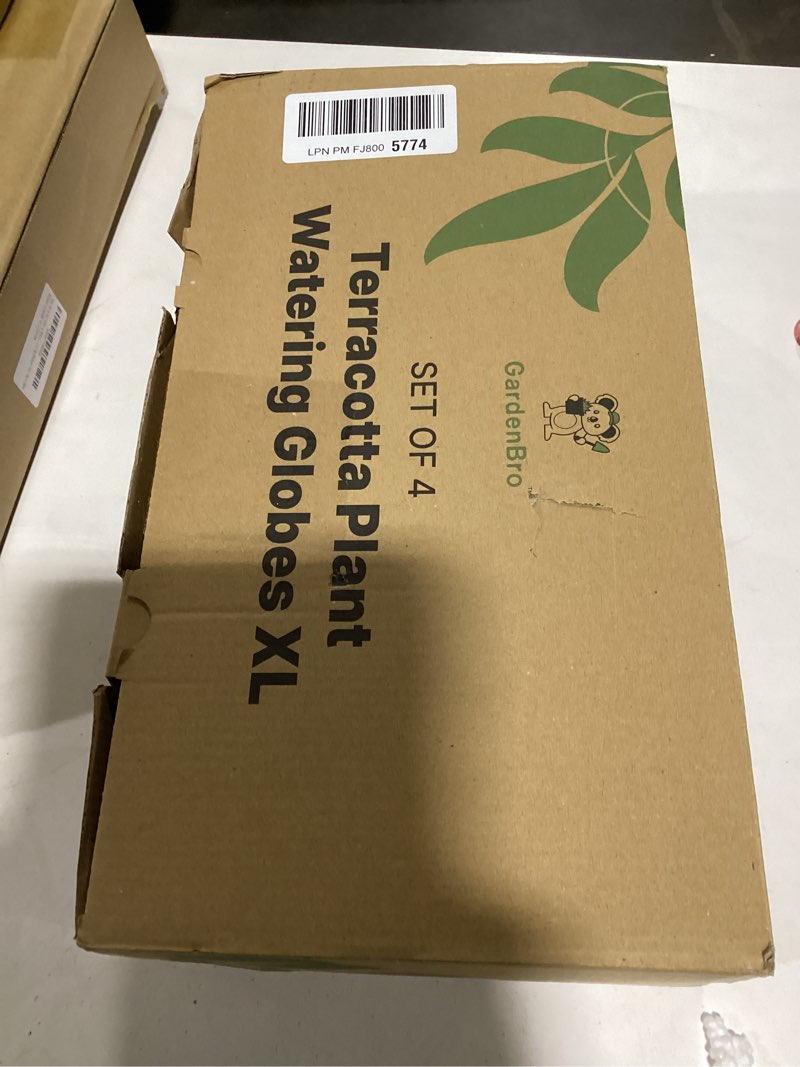 LPN PM FJ800 5774
GardenBro
SET OF 4
Terracotta Plant
Watering Globes XL